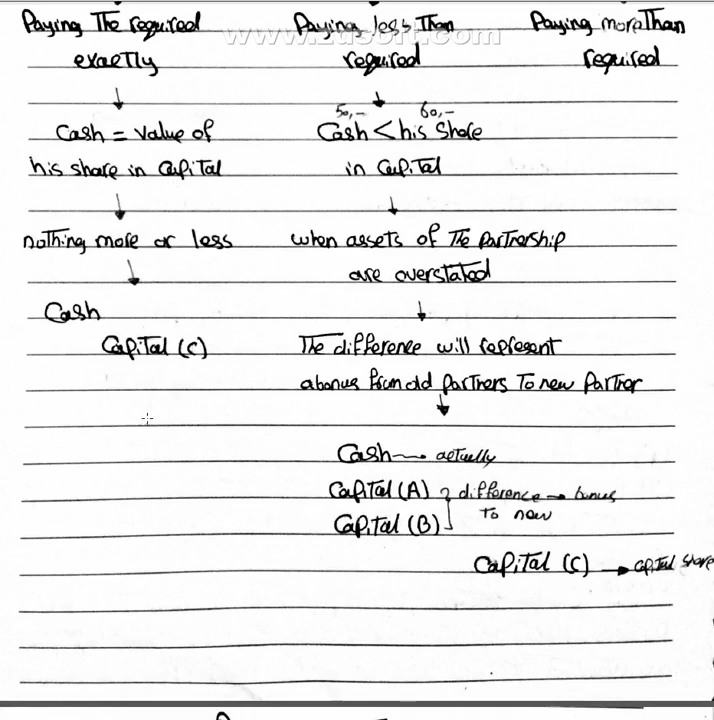 Paying The required
exactly
↓
Cash = value of
his share in Capital
↓
nothing more or less
↓
Cash
Capital (C)
Paying less Than
required
↓
50,- 60,-
Cash < his Share
in Capital
↓
when assets of The Partnership
are overstated
↓
The difference will represent
a bonus from old Partners To new Partner
↓
Cash → actually
Capital (A) } difference → bonus
Capital (B) } To new
Capital (C) → capital share
Paying more Than
required